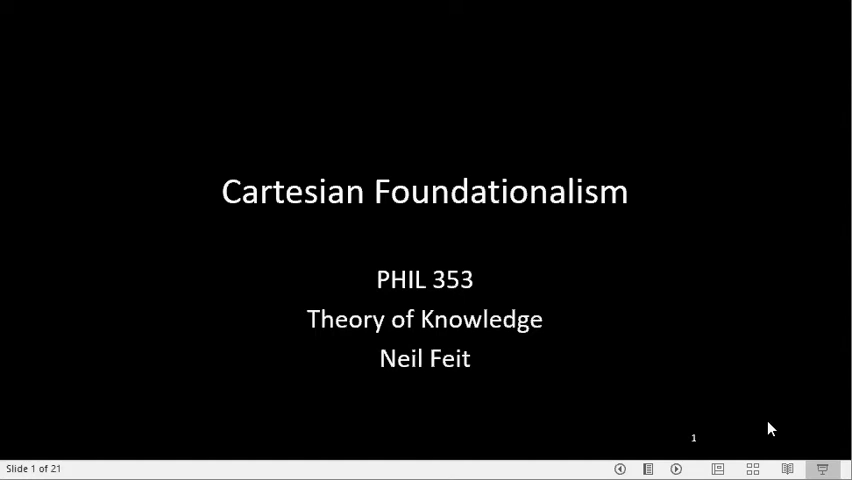 Cartesian Foundationalism
PHIL 353
Theory of Knowledge
Neil Feit
1
Slide 1 of 21